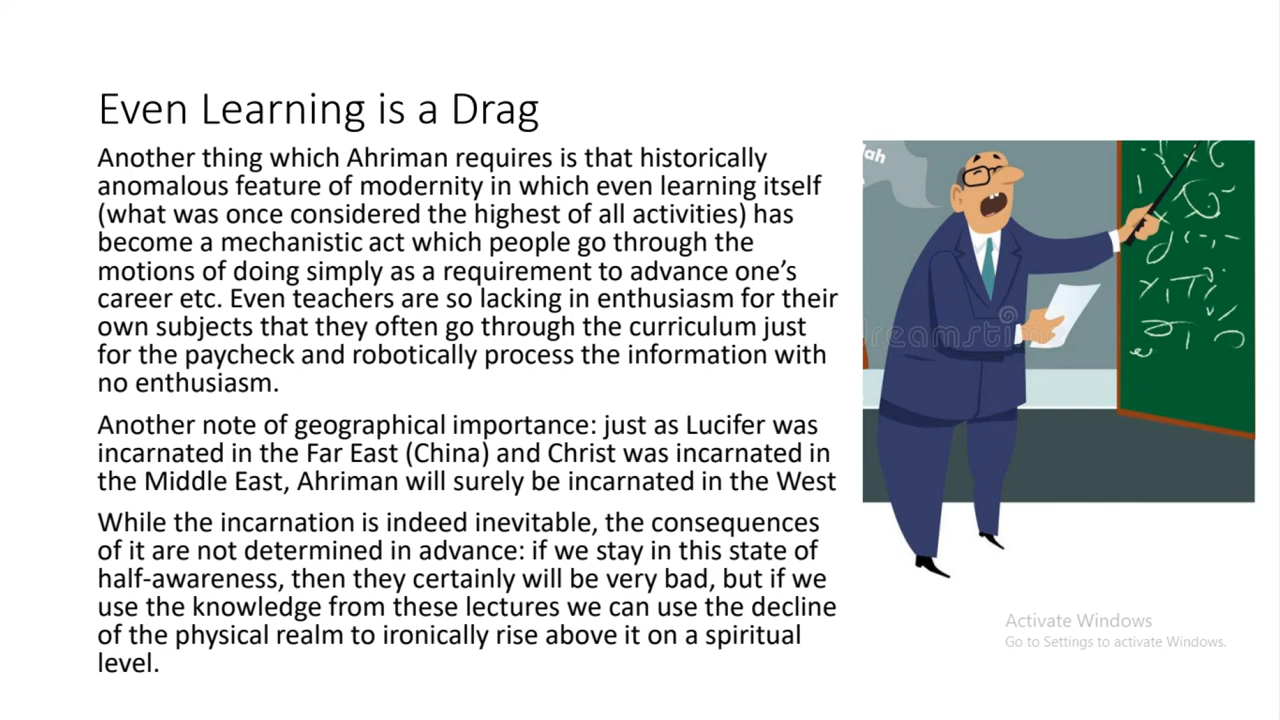 Even Learning is a Drag
Another thing which Ahriman requires is that historically
anomalous feature of modernity in which even learning itself
(what was once considered the highest of all activities) has
become a mechanistic act which people go through the
motions of doing simply as a requirement to advance one's
career etc. Even teachers are so lacking in enthusiasm for their
own subjects that they often go through the curriculum just
for the paycheck and robotically process the information with
no enthusiasm.
Another note of geographical importance: just as Lucifer was
incarnated in the Far East (China) and Christ was incarnated in
the Middle East, Ahriman will surely be incarnated in the West
While the incarnation is indeed inevitable, the consequences
of it are not determined in advance: if we stay in this state of
half-awareness, then they certainly will be very bad, but if we
use the knowledge from these lectures we can use the decline
of the physical realm to ironically rise above it on a spiritual
level.
Activate Windows
Go to Settings to activate Windows.